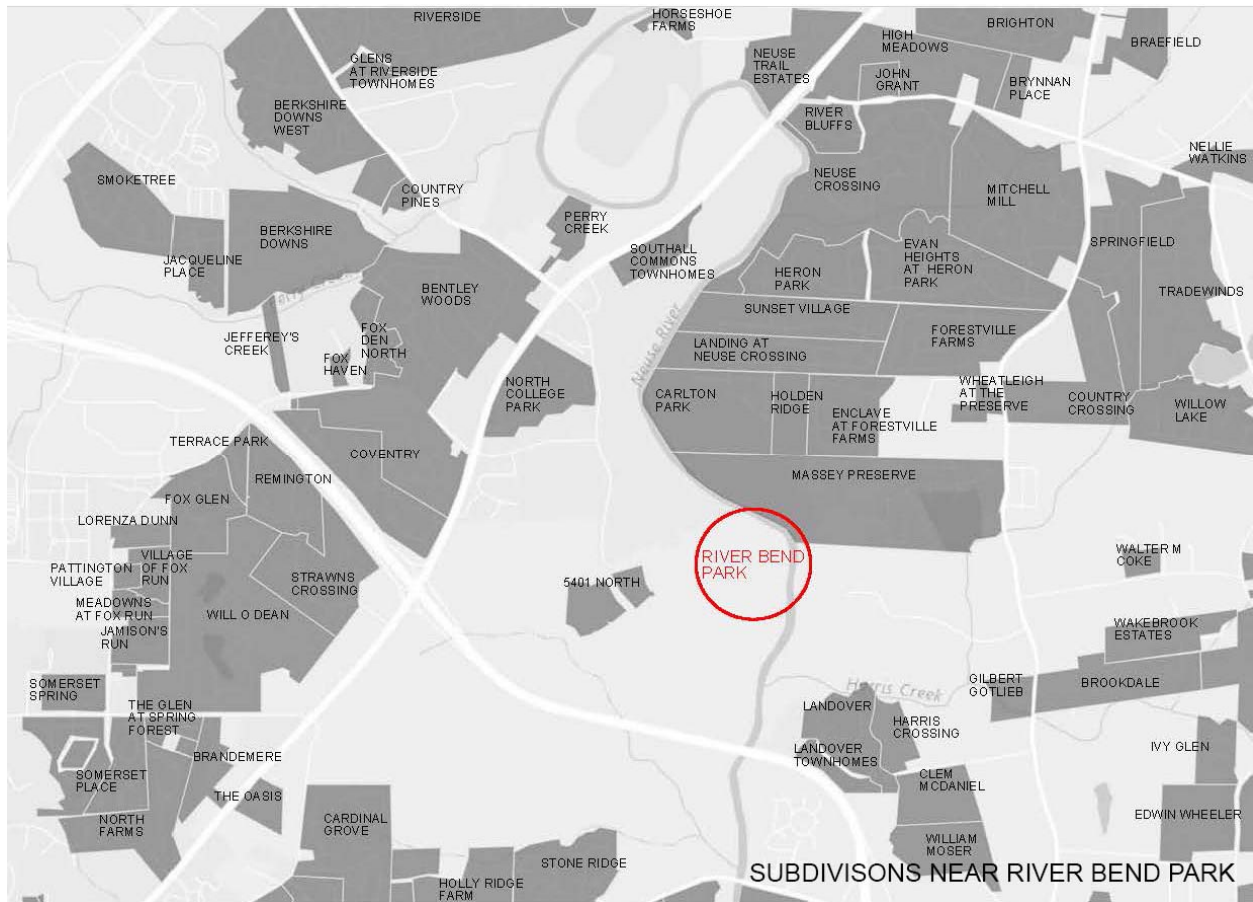 RIVERSIDE
HORSESHOE
FARMS
BRIGHTON
HIGH
MEADOWS
BRAEFIELD
GLENS
AT RIVERSIDE
TOWNHOMES
NEUSE
TRAIL
ESTATES
JOHN
GRANT
BRYNNAN
PLACE
BERKSHIRE
DOWNS
WEST
RIVER
BLUFFS
NELLIE
WATKINS
SMOKETREE
NEUSE
CROSSING
MITCHELL
MILL
COUNTRY
PINES
PERRY
CREEK
BERKSHIRE
DOWNS
SOUTHALL
COMMONS
TOWNHOMES
EVAN
HEIGHTS
AT HERON
PARK
SPRINGFIELD
JACQUELINE
PLACE
HERON
PARK
TRADEWINDS
BENTLEY
WOODS
Perry Creek
SUNSET VILLAGE
Neuse River
JEFFEREY'S
CREEK
FOX
DEN
NORTH
FORESTVILLE
FARMS
LANDING AT
NEUSE CROSSING
FOX
HAVEN
NORTH
COLLEGE
PARK
CARLTON
PARK
HOLDEN
RIDGE
WHEATLEIGH
AT THE
PRESERVE
COUNTRY
CROSSING
WILLOW
LAKE
ENCLAVE
AT FORESTVILLE
FARMS
TERRACE PARK
COVENTRY
REMINGTON
MASSEY PRESERVE
FOX GLEN
LORENZA DUNN
VILLAGE
OF FOX
RUN
PATTINGTON
VILLAGE
RIVER BEND
PARK
WALTER M
COKE
STRAWNS
CROSSING
5401 NORTH
MEADOWNS
AT FOX RUN
WILL O DEAN
JAMISON'S
RUN
WAKEBROOK
ESTATES
SOMERSET
SPRING
GILBERT
GOTLIEB
BROOKDALE
Harris Creek
THE GLEN
AT SPRING
FOREST
LANDOVER
HARRIS
CROSSING
BRANDEMERE
LANDOVER
TOWNHOMES
IVY GLEN
SOMERSET
PLACE
CLEM
MCDANIEL
THE OASIS
NORTH
FARMS
CARDINAL
GROVE
EDWIN WHEELER
WILLIAM
MOSER
STONE RIDGE
HOLLY RIDGE
FARM
SUBDIVISONS NEAR RIVER BEND PARK